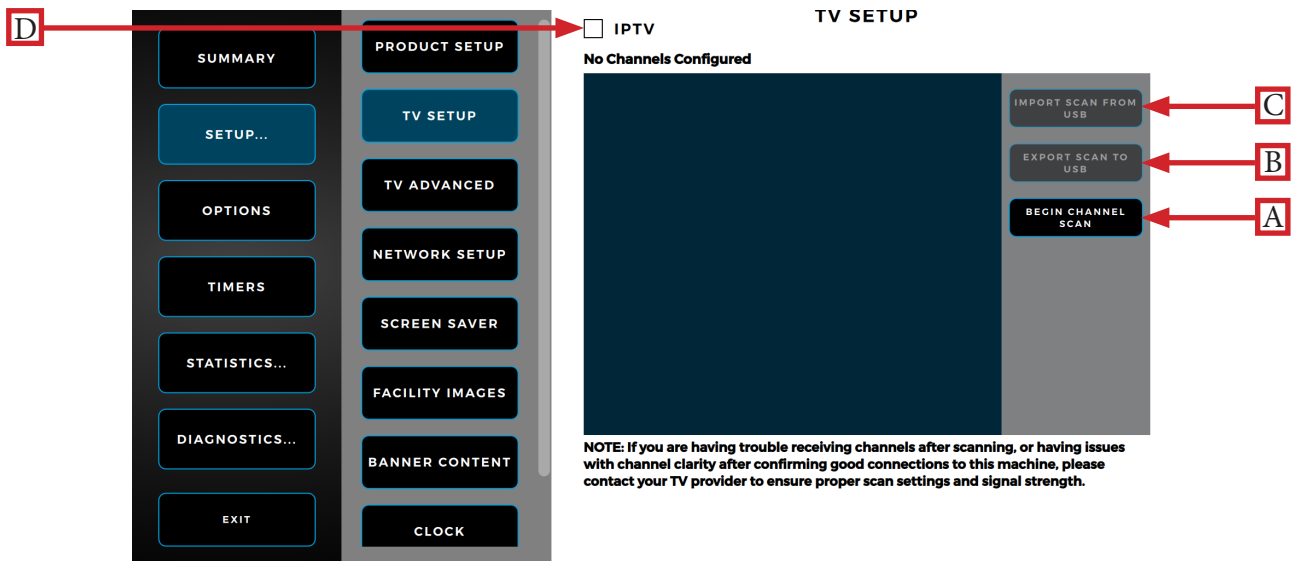 D
SUMMARY
SETUP...
OPTIONS
TIMERS
STATISTICS...
DIAGNOSTICS...
EXIT
PRODUCT SETUP
TV SETUP
TV ADVANCED
NETWORK SETUP
SCREEN SAVER
FACILITY IMAGES
BANNER CONTENT
CLOCK
TV SETUP
IPTV
No Channels Configured
IMPORT SCAN FROM
USB
C
EXPORT SCAN TO
USB
B
BEGIN CHANNEL
SCAN
A
NOTE: If you are having trouble receiving channels after scanning, or having issues
with channel clarity after confirming good connections to this machine, please
contact your TV provider to ensure proper scan settings and signal strength.